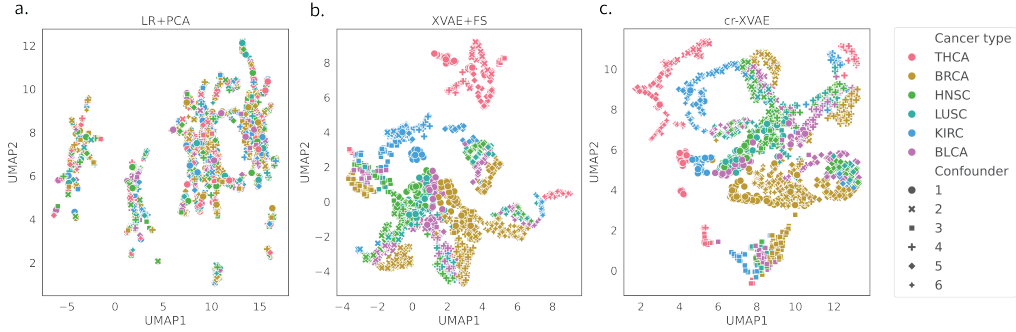 a.
LR+PCA
12
10
8
6
4
2
UMAP2
−5
0
5
10
15
UMAP1
b.
XVAE+FS
8
6
4
2
0
−2
−4
UMAP2
−4
−2
0
2
4
6
8
UMAP1
c.
cr-XVAE
10
8
6
4
2
0
UMAP2
2
4
6
8
10
12
UMAP1
Cancer type
THCA
BRCA
HNSC
LUSC
KIRC
BLCA
Confounder
1
2
3
4
5
6